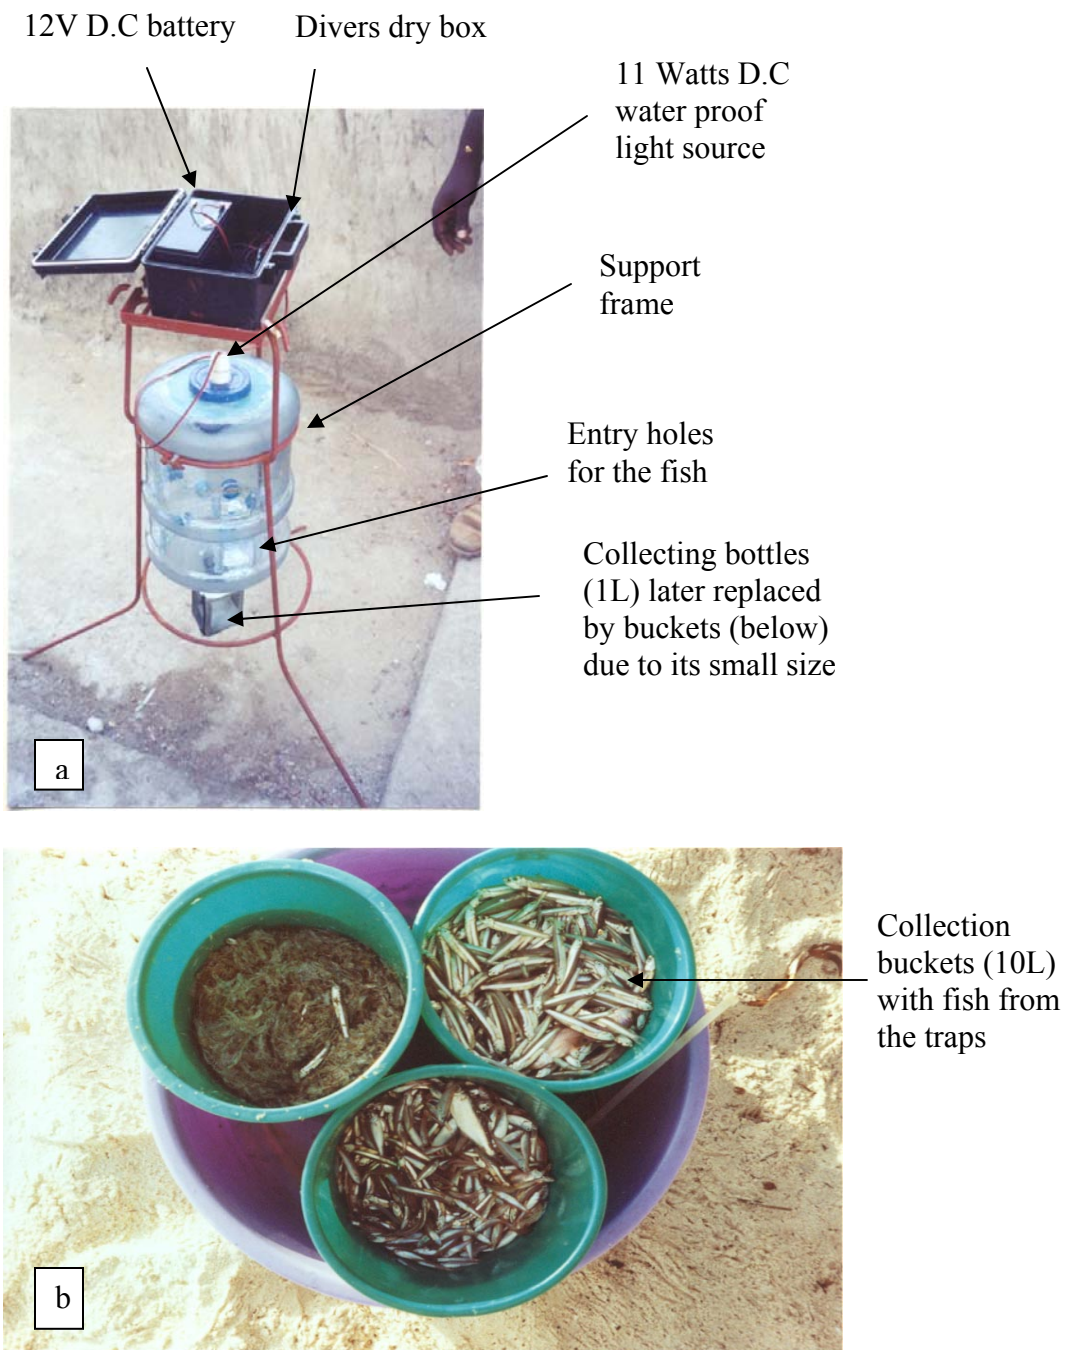 12V D.C battery
Divers dry box
11 Watts D.C
water proof
light source
Support
frame
Entry holes
for the fish
Collecting bottles
(1L) later replaced
by buckets (below)
due to its small size
a
Collection
buckets (10L)
with fish from
the traps
b